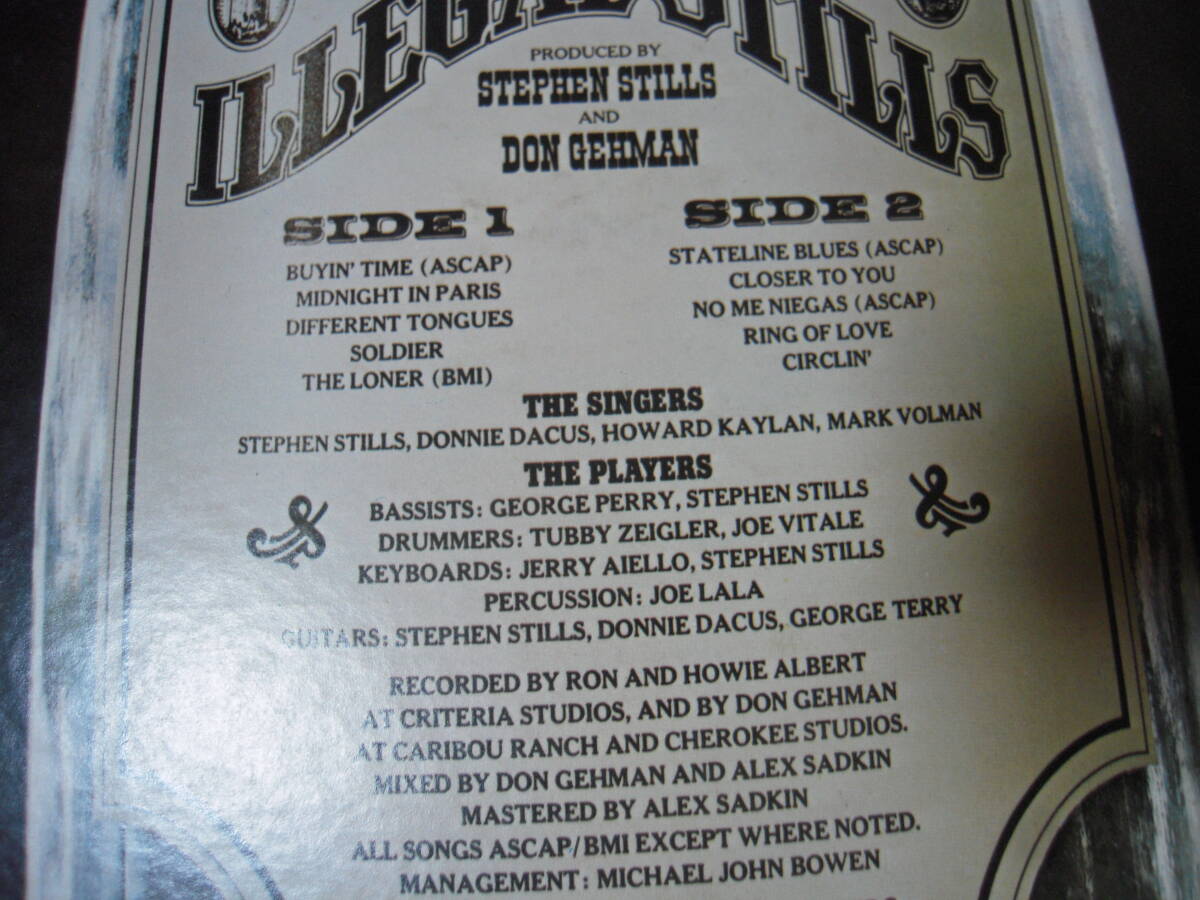 ILLEGAL STILLS
PRODUCED BY
STEPHEN STILLS
AND
DON GEHMAN
SIDE 1
BUYIN' TIME (ASCAP)
MIDNIGHT IN PARIS
DIFFERENT TONGUES
SOLDIER
THE LONER (BMI)
SIDE 2
STATELINE BLUES (ASCAP)
CLOSER TO YOU
NO ME NIEGAS (ASCAP)
RING OF LOVE
CIRCLIN'
THE SINGERS
STEPHEN STILLS, DONNIE DACUS, HOWARD KAYLAN, MARK VOLMAN
THE PLAYERS
BASSISTS: GEORGE PERRY, STEPHEN STILLS
DRUMMERS: TUBBY ZEIGLER, JOE VITALE
KEYBOARDS: JERRY AIELLO, STEPHEN STILLS
PERCUSSION: JOE LALA
GUITARS: STEPHEN STILLS, DONNIE DACUS, GEORGE TERRY
RECORDED BY RON AND HOWIE ALBERT
AT CRITERIA STUDIOS, AND BY DON GEHMAN
AT CARIBOU RANCH AND CHEROKEE STUDIOS.
MIXED BY DON GEHMAN AND ALEX SADKIN
MASTERED BY ALEX SADKIN
ALL SONGS ASCAP/BMI EXCEPT WHERE NOTED.
MANAGEMENT: MICHAEL JOHN BOWEN